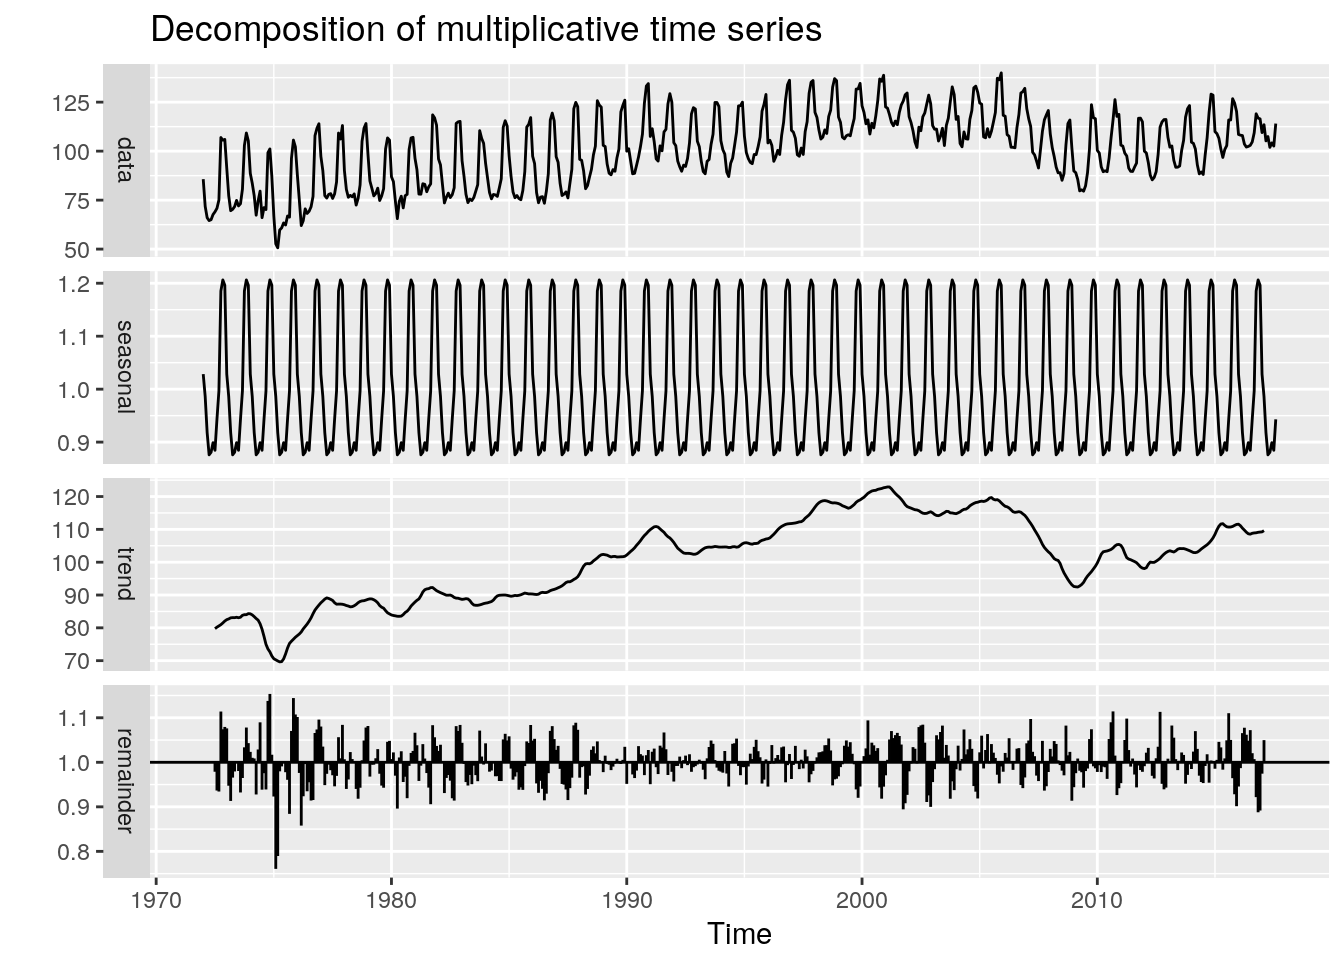 Decomposition of multiplicative time series
125
100
75
50
data
1.2
1.1
1.0
0.9
seasonal
120
110
100
90
80
70
trend
1.1
1.0
0.9
0.8
remainder
1970 1980 1990 2000 2010
Time